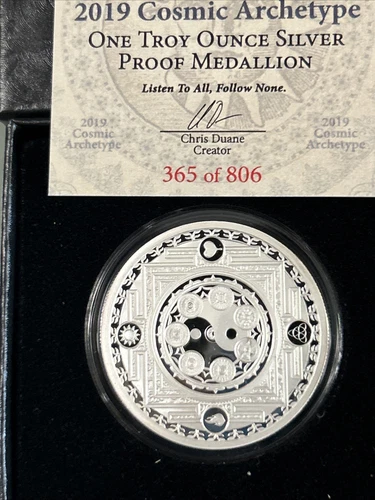 2019 Cosmic Archetype
One Troy Ounce Silver
Proof Medallion
Listen To All, Follow None.
2019
Cosmic
Archetype
Chris Duane
Creator
2019
Cosmic
Archetype
365 of 806